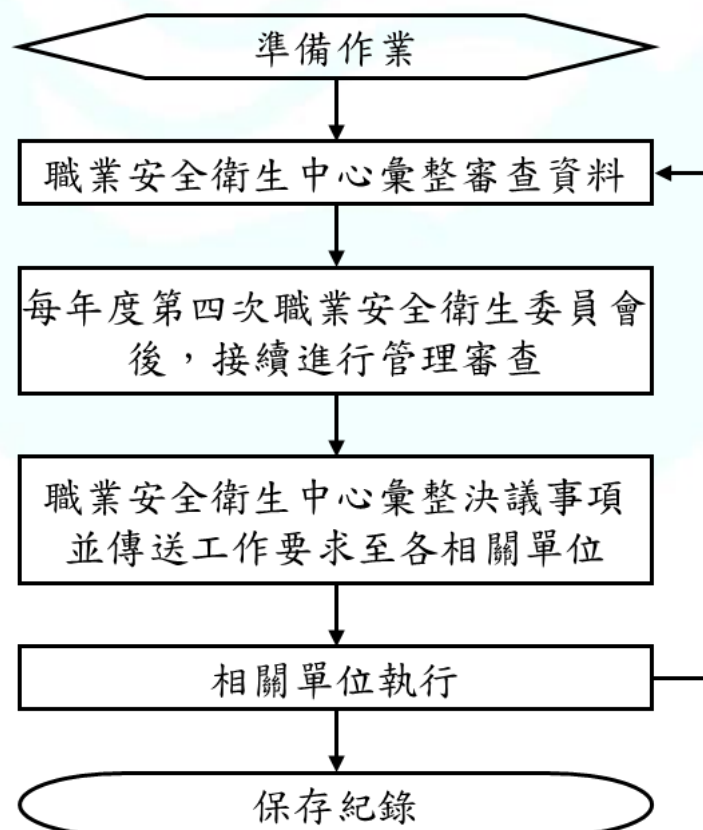 準備作業
職業安全衛生中心彙整審查資料
每年度第四次職業安全衛生委員會
後，接續進行管理審查
職業安全衛生中心彙整決議事項
並傳送工作要求至各相關單位
相關單位執行
保存紀錄